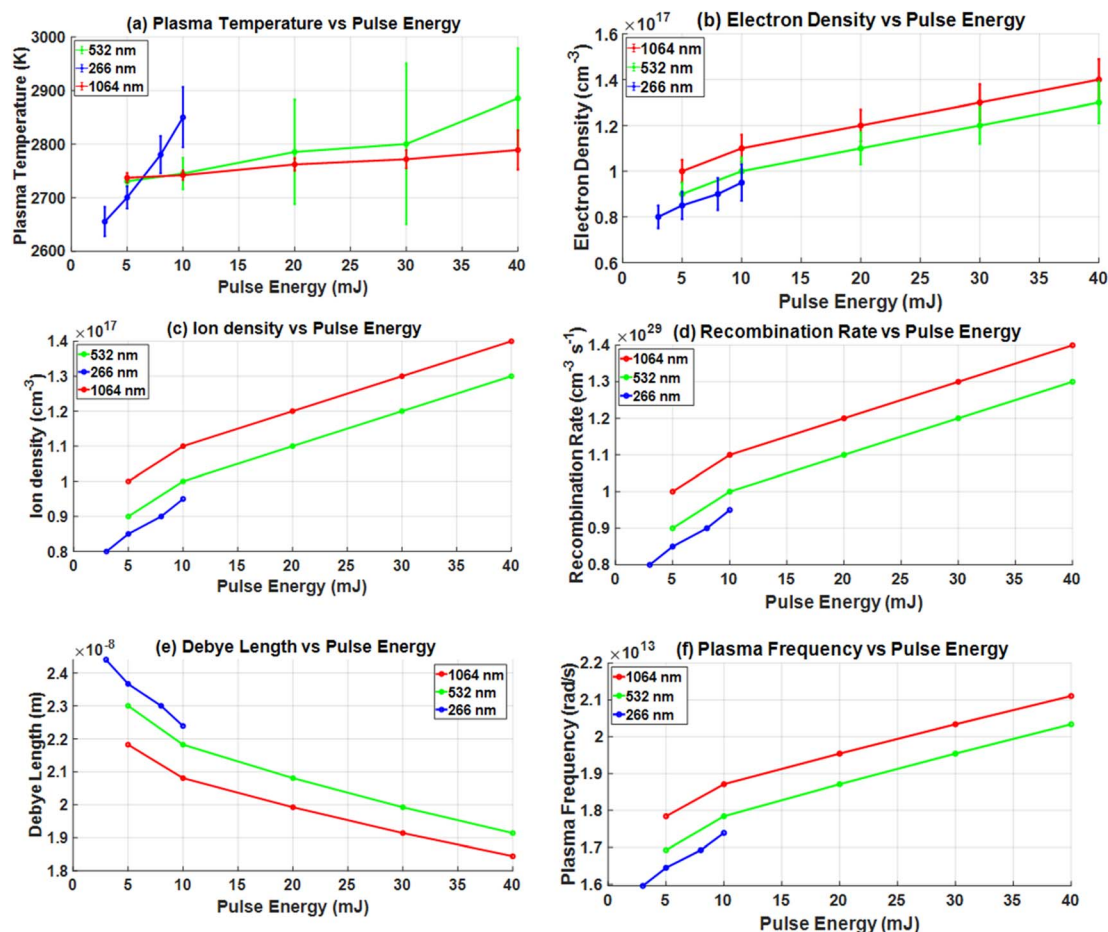 (a) Plasma Temperature vs Pulse Energy
Plasma Temperature (K)
3000
2900
2800
2700
2600
532 nm
266 nm
1064 nm
0 5 10 15 20 25 30 35 40
Pulse Energy (mJ)
(b) Electron Density vs Pulse Energy
×10^17
Electron Density (cm^-3)
1.6
1.4
1.2
1
0.8
0.6
1064 nm
532 nm
266 nm
0 5 10 15 20 25 30 35 40
Pulse Energy (mJ)
(c) Ion density vs Pulse Energy
×10^17
Ion density (cm^-3)
1.4
1.3
1.2
1.1
1
0.9
0.8
532 nm
266 nm
1064 nm
0 5 10 15 20 25 30 35 40
Pulse Energy (mJ)
(d) Recombination Rate vs Pulse Energy
×10^29
Recombination Rate (cm^-3 s^-1)
1.4
1.3
1.2
1.1
1
0.9
0.8
1064 nm
532 nm
266 nm
0 5 10 15 20 25 30 35 40
Pulse Energy (mJ)
(e) Debye Length vs Pulse Energy
×10^-8
Debye Length (m)
2.4
2.3
2.2
2.1
2
1.9
1.8
1064 nm
532 nm
266 nm
0 5 10 15 20 25 30 35 40
Pulse Energy (mJ)
(f) Plasma Frequency vs Pulse Energy
×10^13
Plasma Frequency (rad/s)
2.2
2.1
2
1.9
1.8
1.7
1.6
1064 nm
532 nm
266 nm
0 5 10 15 20 25 30 35 40
Pulse Energy (mJ)